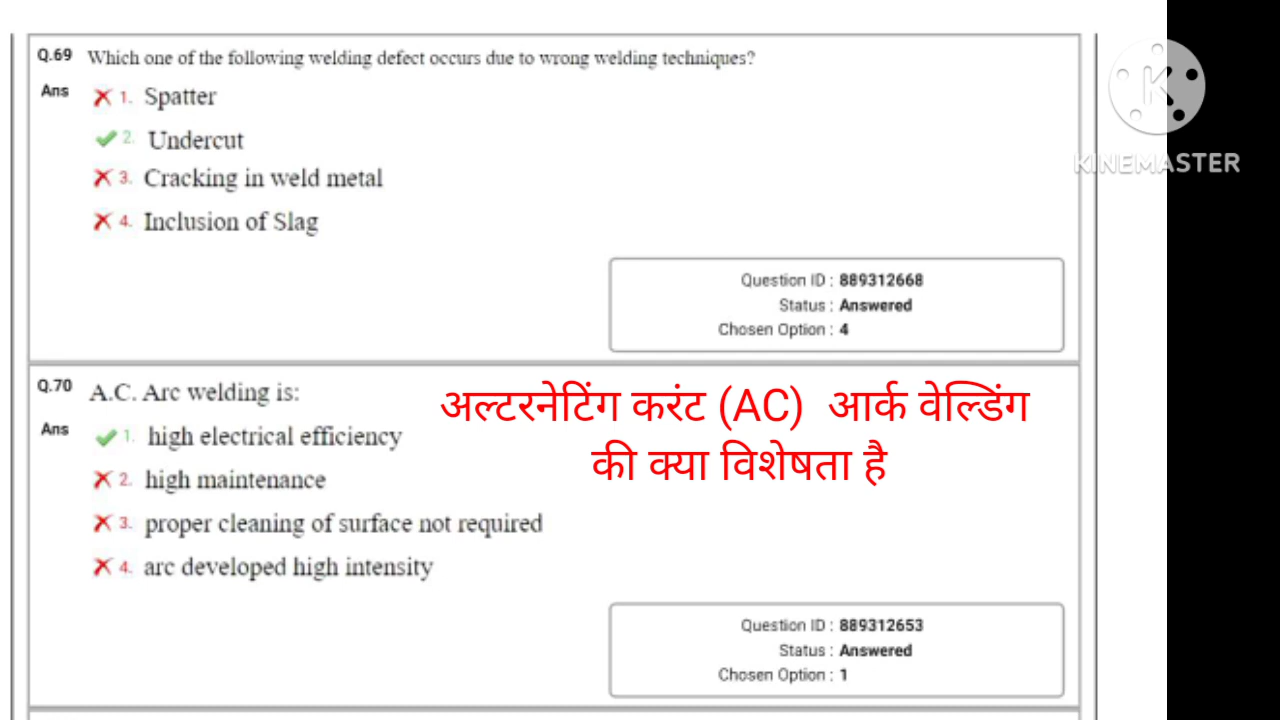 Q.69 Which one of the following welding defect occurs due to wrong welding techniques?
Ans 1. Spatter
2. Undercut
3. Cracking in weld metal
4. Inclusion of Slag
Question ID : 889312668
Status : Answered
Chosen Option : 4
K
KINEMASTER
Q.70 A.C. Arc welding is:
अल्टरनेटिंग करंट (AC) आर्क वेल्डिंग
की क्या विशेषता है
Ans 1. high electrical efficiency
2. high maintenance
3. proper cleaning of surface not required
4. arc developed high intensity
Question ID : 889312653
Status : Answered
Chosen Option : 1